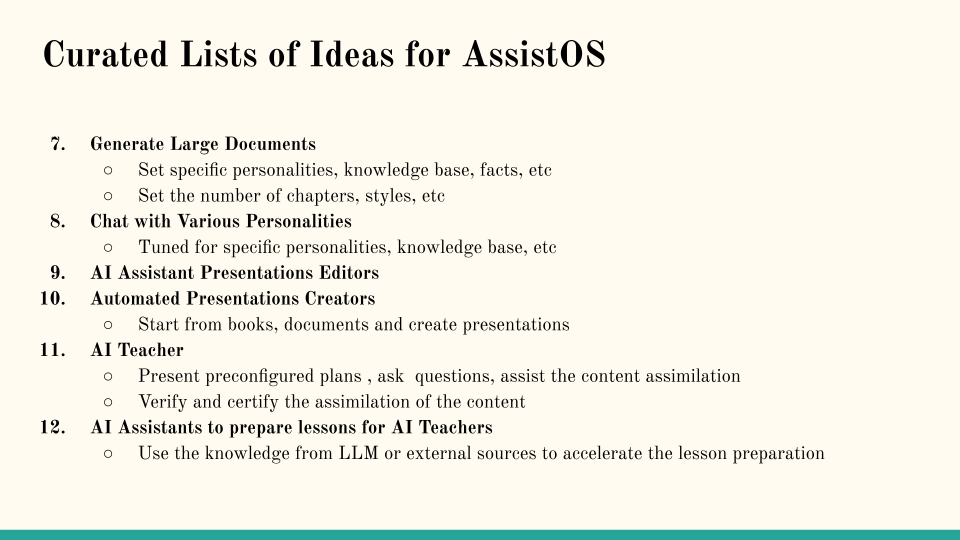 Curated Lists of Ideas for AssistOS
7. Generate Large Documents
○ Set specific personalities, knowledge base, facts, etc
○ Set the number of chapters, styles, etc
8. Chat with Various Personalities
○ Tuned for specific personalities, knowledge base, etc
9. AI Assistant Presentations Editors
10. Automated Presentations Creators
○ Start from books, documents and create presentations
11. AI Teacher
○ Present preconfigured plans , ask  questions, assist the content assimilation
○ Verify and certify the assimilation of the content
12. AI Assistants to prepare lessons for AI Teachers
○ Use the knowledge from LLM or external sources to accelerate the lesson preparation